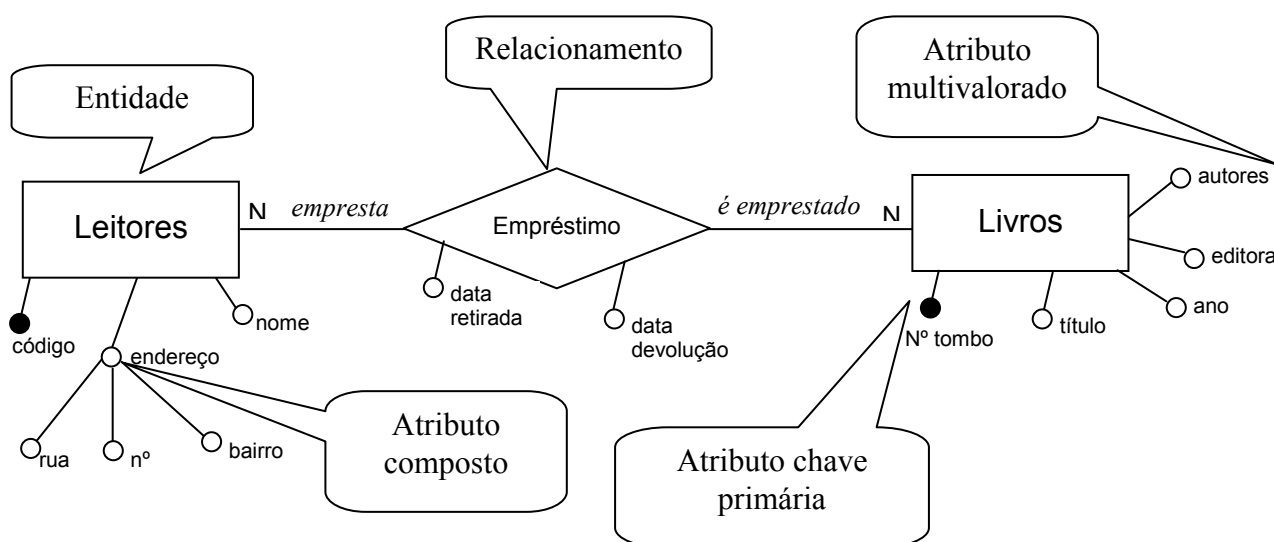 Relacionamento
Atributo
multivalorado
Entidade
autores
Leitores
N
empresta
Empréstimo
é emprestado
N
Livros
editora
data
retirada
ano
nome
data
devolução
título
código
Nº tombo
endereço
rua
nº
bairro
Atributo
composto
Atributo chave
primária